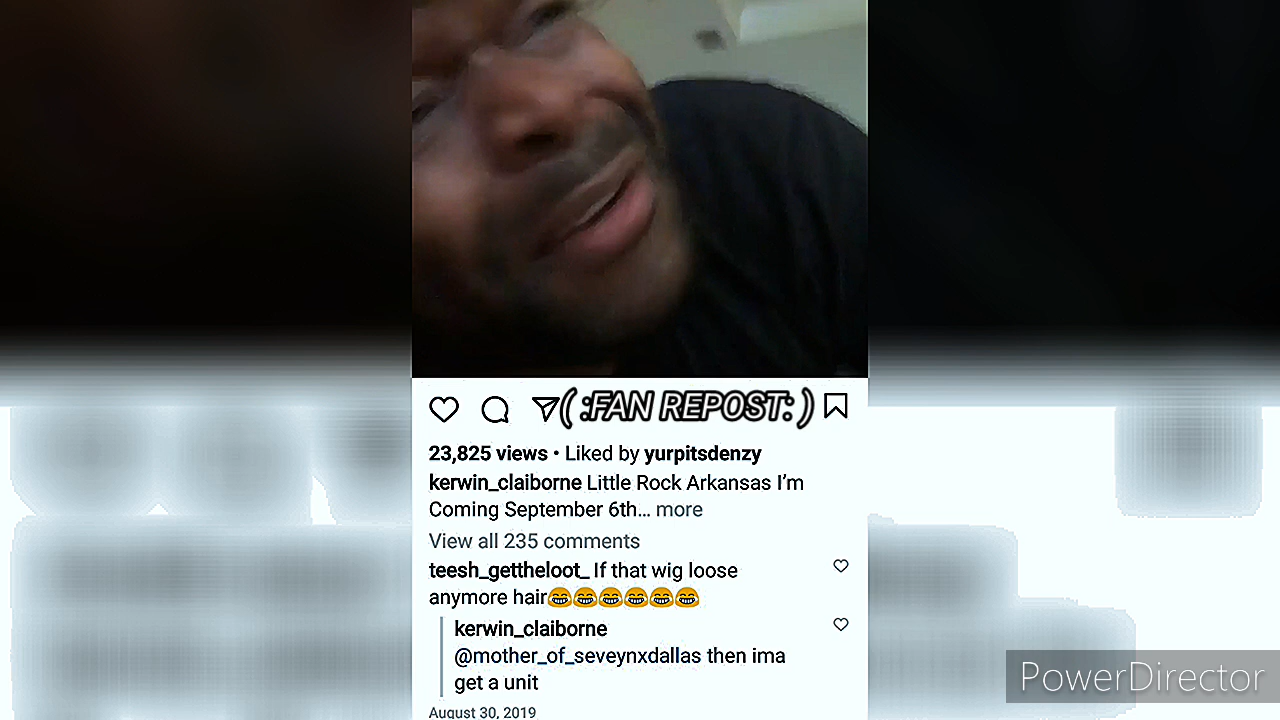 ( :FAN REPOST: )
23,825 views • Liked by yurpitsdenzy
kerwin_claiborne Little Rock Arkansas I'm
Coming September 6th... more
View all 235 comments
teesh_gettheloot_ If that wig loose
anymore hair😂😂😂😂😂😂
kerwin_claiborne
@mother_of_seveynxdallas then ima
get a unit
August 30, 2019
PowerDirector